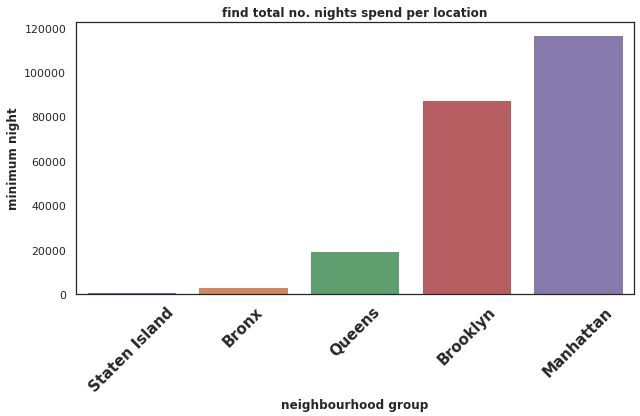 find total no. nights spend per location
120000
100000
80000
60000
40000
20000
0
minimum night
Staten Island
Bronx
Queens
Brooklyn
Manhattan
neighbourhood group